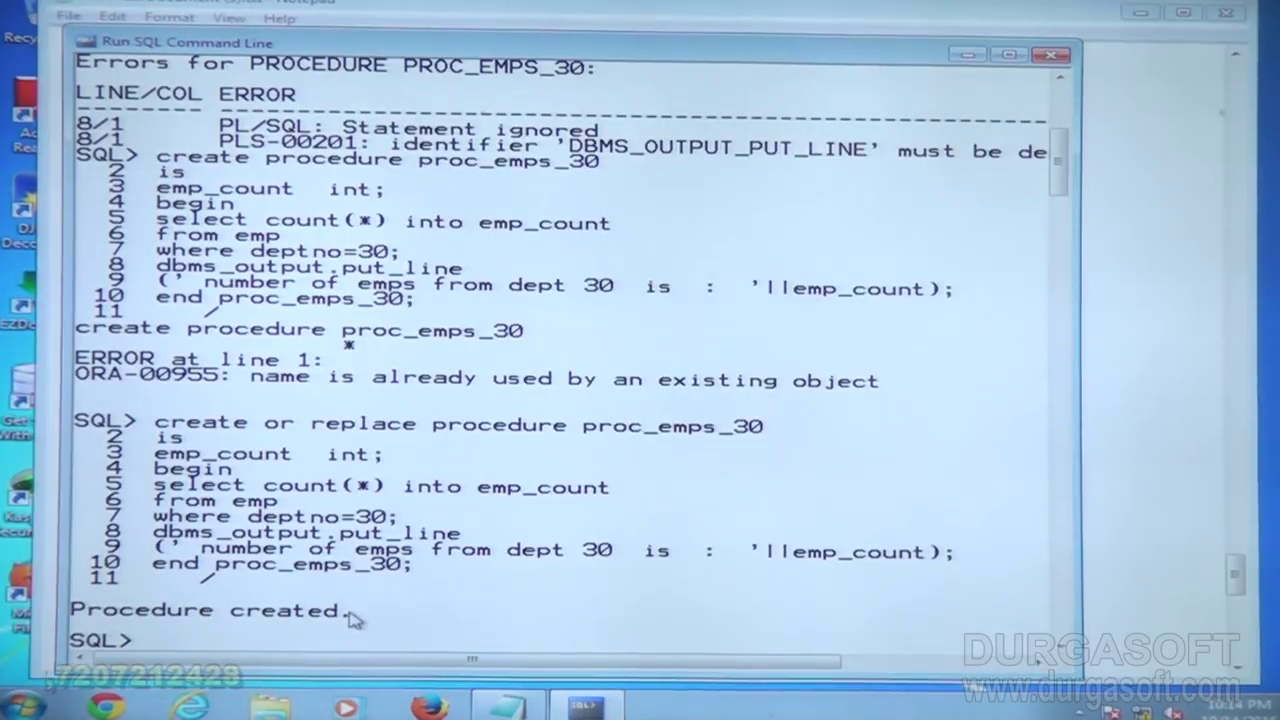 File Edit Format View Help
Run SQL Command Line
Errors for PROCEDURE PROC_EMPS_30:
LINE/COL ERROR
-------- -----------------------------------------------------------------
8/1 PL/SQL: Statement ignored
8/1 PLS-00201: identifier 'DBMS_OUTPUT_PUT_LINE' must be de
SQL> create procedure proc_emps_30
2 is
3 emp_count int;
4 begin
5 select count(*) into emp_count
6 from emp
7 where deptno=30;
8 dbms_output.put_line
9 (' number of emps from dept 30 is : '||emp_count);
10 end proc_emps_30;
11 /
create procedure proc_emps_30
*
ERROR at line 1:
ORA-00955: name is already used by an existing object
SQL> create or replace procedure proc_emps_30
2 is
3 emp_count int;
4 begin
5 select count(*) into emp_count
6 from emp
7 where deptno=30;
8 dbms_output.put_line
9 (' number of emps from dept 30 is : '||emp_count);
10 end proc_emps_30;
11 /
Procedure created.
SQL>
7207212428
DURGASOFT
www.durgasoft.com
10:14 PM